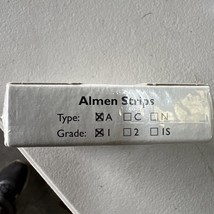 Almen Strips
Type: ☒A ☐C ☐N
Grade: ☒1 ☐2 ☐1S